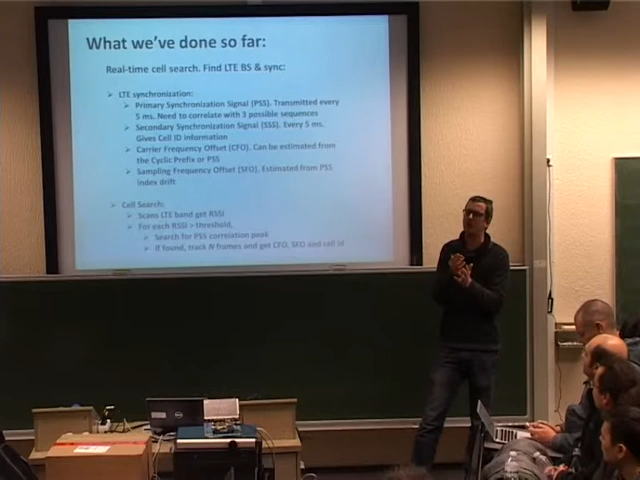 What we've done so far:
Real-time cell search. Find LTE BS & sync:
➢ LTE synchronization:
➢ Primary Synchronization Signal (PSS). Transmitted every
5 ms. Need to correlate with 3 possible sequences
➢ Secondary Synchronization Signal (SSS). Every 5 ms.
Gives Cell ID information
➢ Carrier Frequency Offset (CFO). Can be estimated from
the Cyclic Prefix or PSS
➢ Sampling Frequency Offset (SFO). Estimated from PSS
index drift
➢ Cell Search:
➢ Scans LTE band get RSSI
➢ For each RSSI > threshold,
➢ Search for PSS correlation peak
➢ If found, track N frames and get CFO, SFO and cell id
DELL